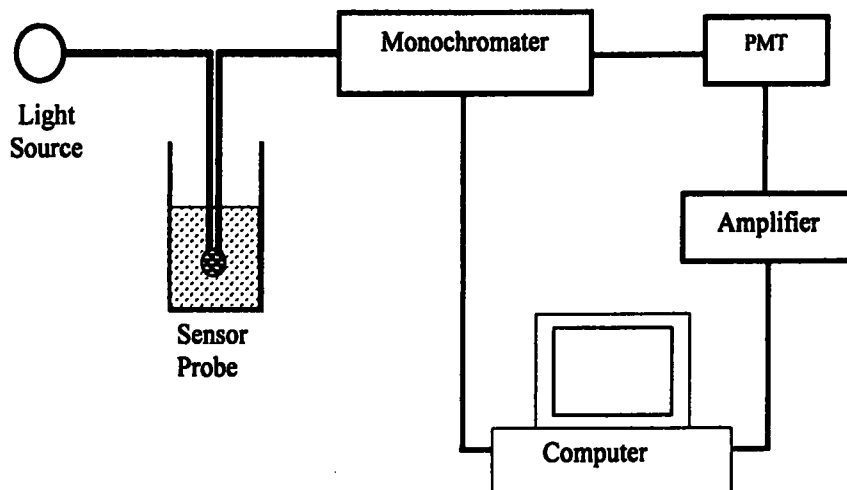 Monochromater
PMT
Light
Source
Amplifier
Sensor
Probe
Computer